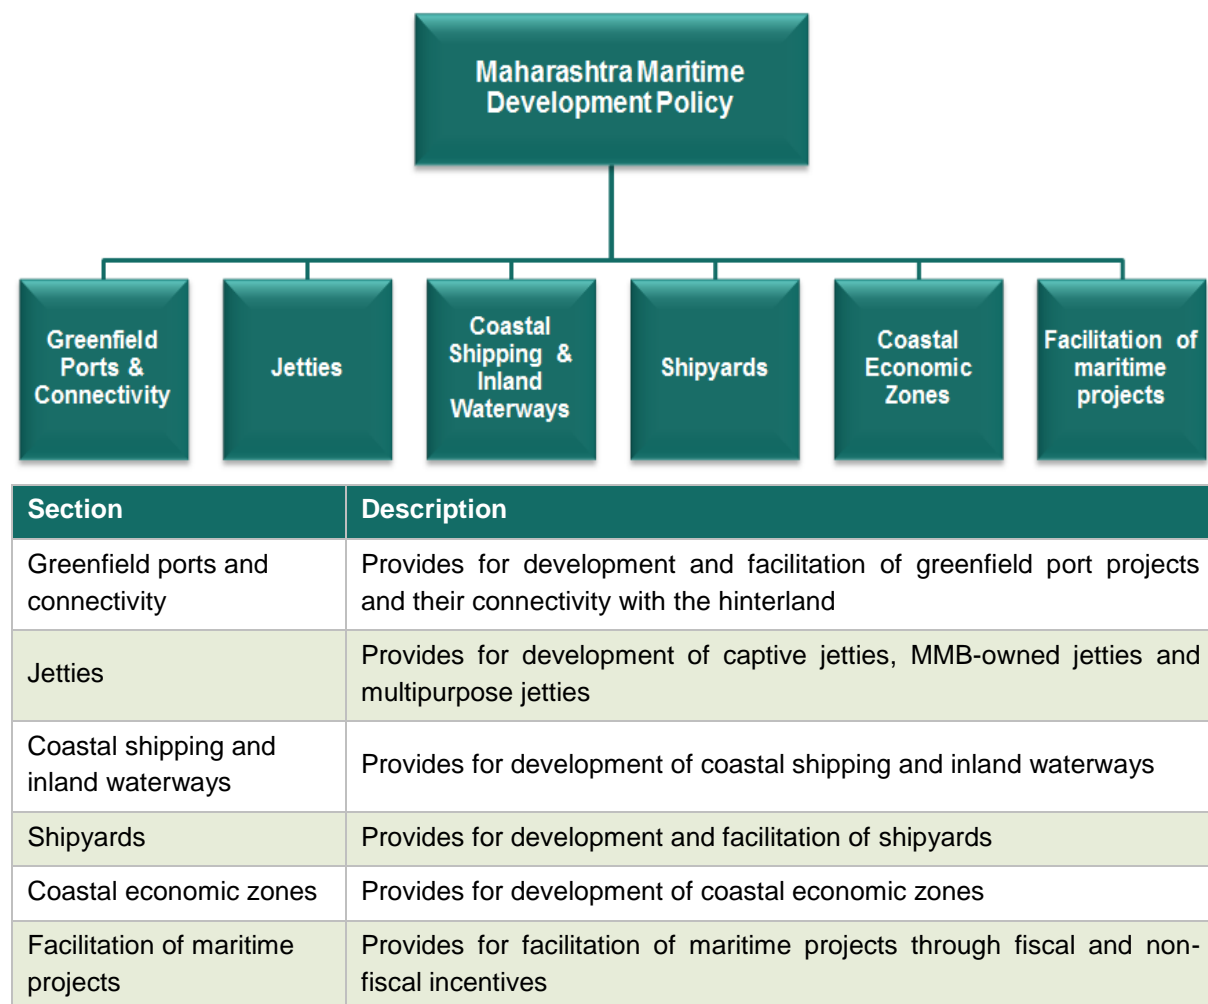 Maharashtra Maritime
Development Policy
Greenfield
Ports &
Connectivity
Jetties
Coastal
Shipping &
Inland
Waterways
Shipyards
Coastal
Economic
Zones
Facilitation of
maritime
projects
Section
Description
Greenfield ports and
connectivity
Provides for development and facilitation of greenfield port projects
and their connectivity with the hinterland
Jetties
Provides for development of captive jetties, MMB-owned jetties and
multipurpose jetties
Coastal shipping and
inland waterways
Provides for development of coastal shipping and inland waterways
Shipyards
Provides for development and facilitation of shipyards
Coastal economic zones
Provides for development of coastal economic zones
Facilitation of maritime
projects
Provides for facilitation of maritime projects through fiscal and non-
fiscal incentives